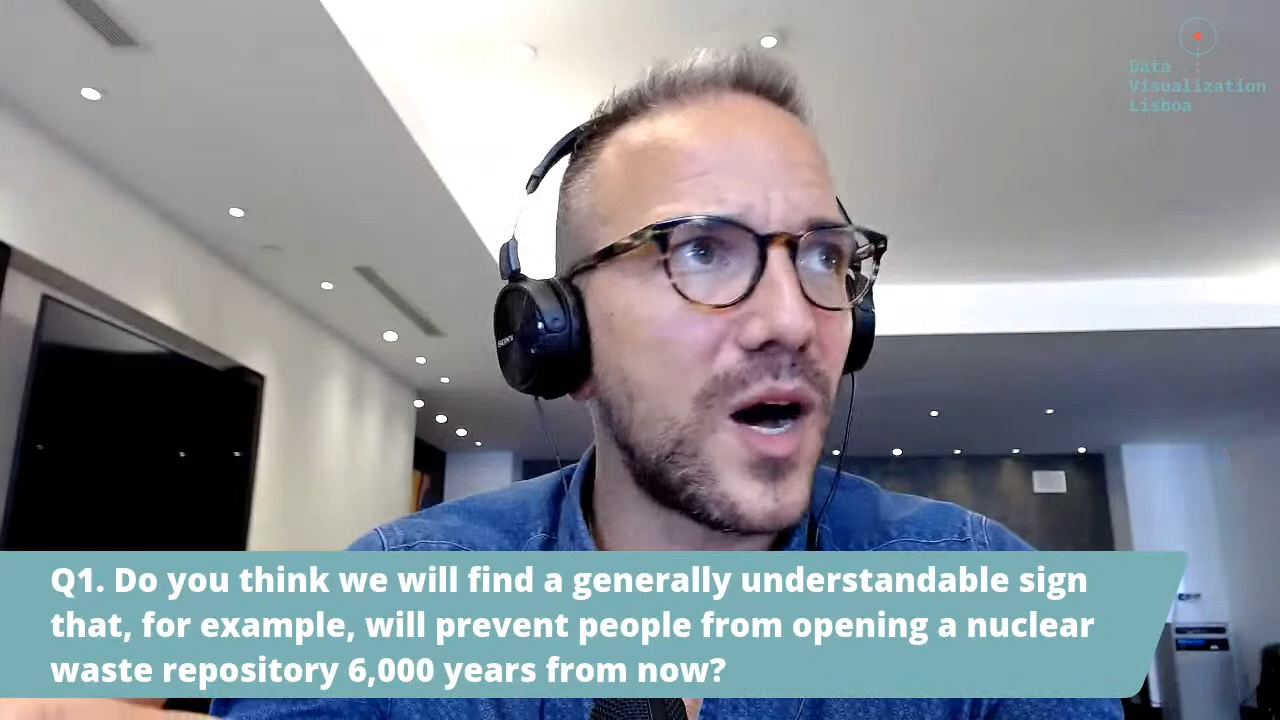 Data
Visualization
Lisboa
SONY
Q1. Do you think we will find a generally understandable sign
that, for example, will prevent people from opening a nuclear
waste repository 6,000 years from now?